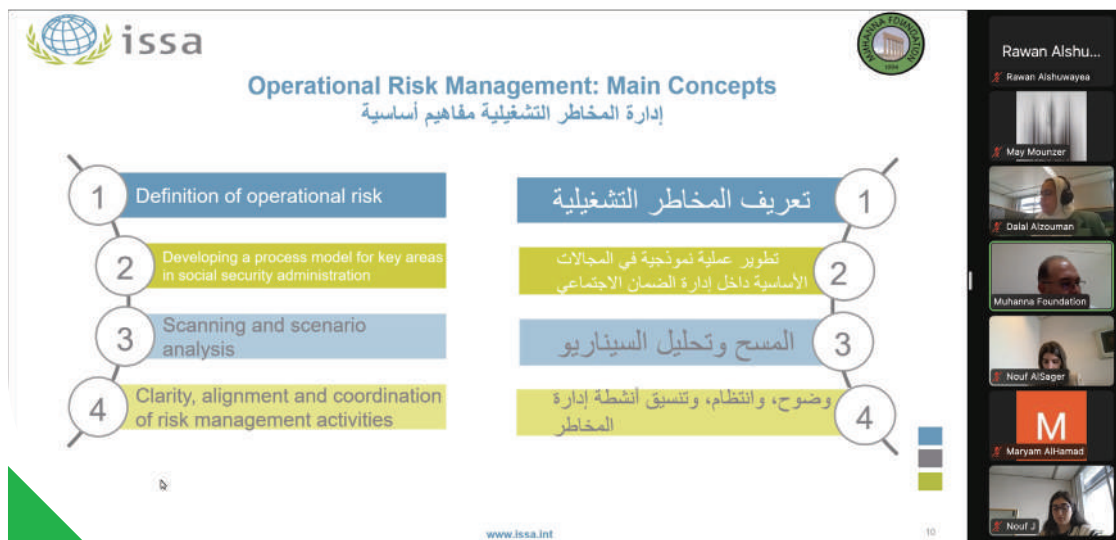 issa
MUHANNA FOUNDATION
Operational Risk Management: Main Concepts
إدارة المخاطر التشغيلية مفاهيم أساسية
1
Definition of operational risk
2
Developing a process model for key areas
in social security administration
3
Scanning and scenario
analysis
4
Clarity, alignment and coordination
of risk management activities
تعريف المخاطر التشغيلية
1
تطوير عملية نموذجية في المجالات
الأساسية داخل إدارة الضمان الاجتماعي
2
المسح وتحليل السيناريو
3
وضوح، وانتظام، وتنسيق أنشطة إدارة
المخاطر
4
www.issa.int
10
Rawan Alshu...
Rawan Alshuwayea
May Mounzer
Dalal Alzouman
Muhanna Foundation
Nouf AlSager
M
Maryam AlHamad
Nouf J